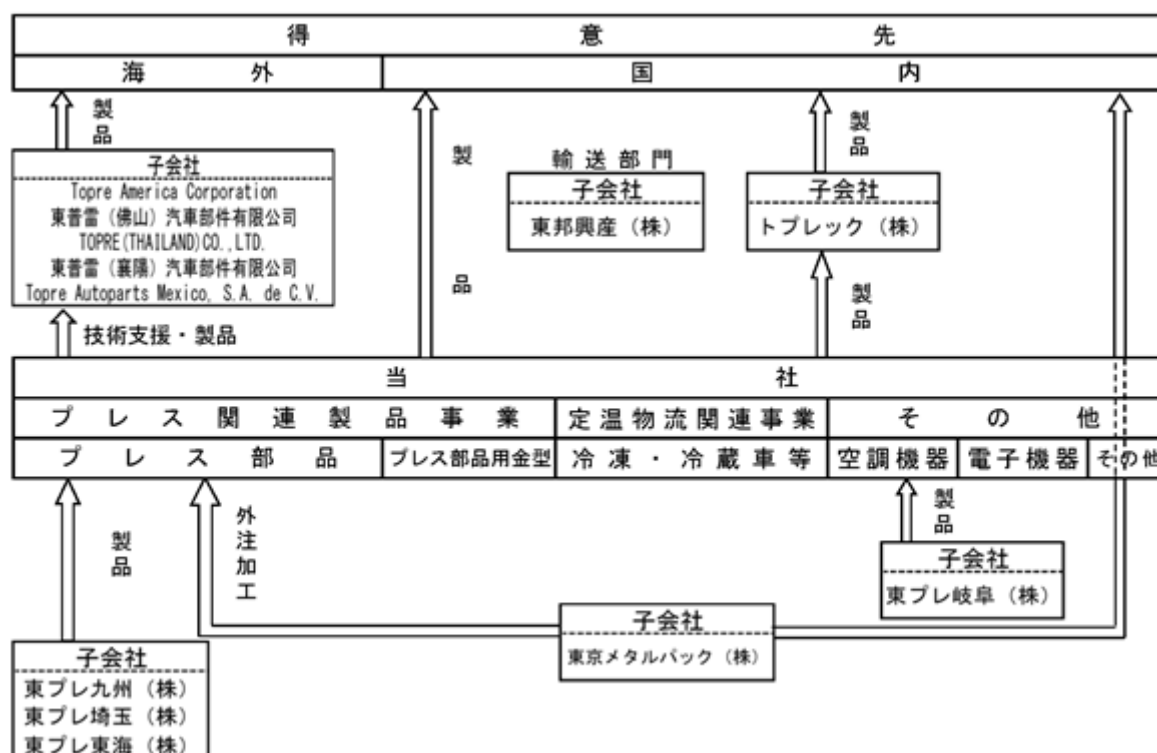 得意先
海外 国内
製品
製品
製品
輸送部門
子会社
Topre America Corporation
東普雷（佛山）汽車部件有限公司
TOPRE(THAILAND)CO.,LTD.
東普雷（襄陽）汽車部件有限公司
Topre Autoparts Mexico, S.A. de C.V.
子会社
東邦興産（株）
子会社
トプレック（株）
技術支援・製品
製品
当社
プレス関連製品事業 定温物流関連事業 その他
プレス部品 プレス部品用金型 冷凍・冷蔵車等 空調機器 電子機器 その他
製品
外注加工
製品
子会社
東プレ岐阜（株）
子会社
東京メタルパック（株）
子会社
東プレ九州（株）
東プレ埼玉（株）
東プレ東海（株）